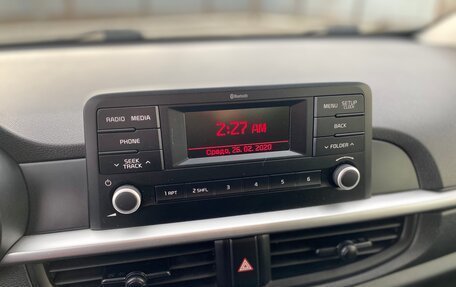 Bluetooth
RADIO MEDIA
PHONE
SEEK TRACK
2:27 AM
Среда, 26. 02. 2020
MENU SETUP CLOCK
BACK
FOLDER
1 RPT 2 SHFL 3 4 5 6